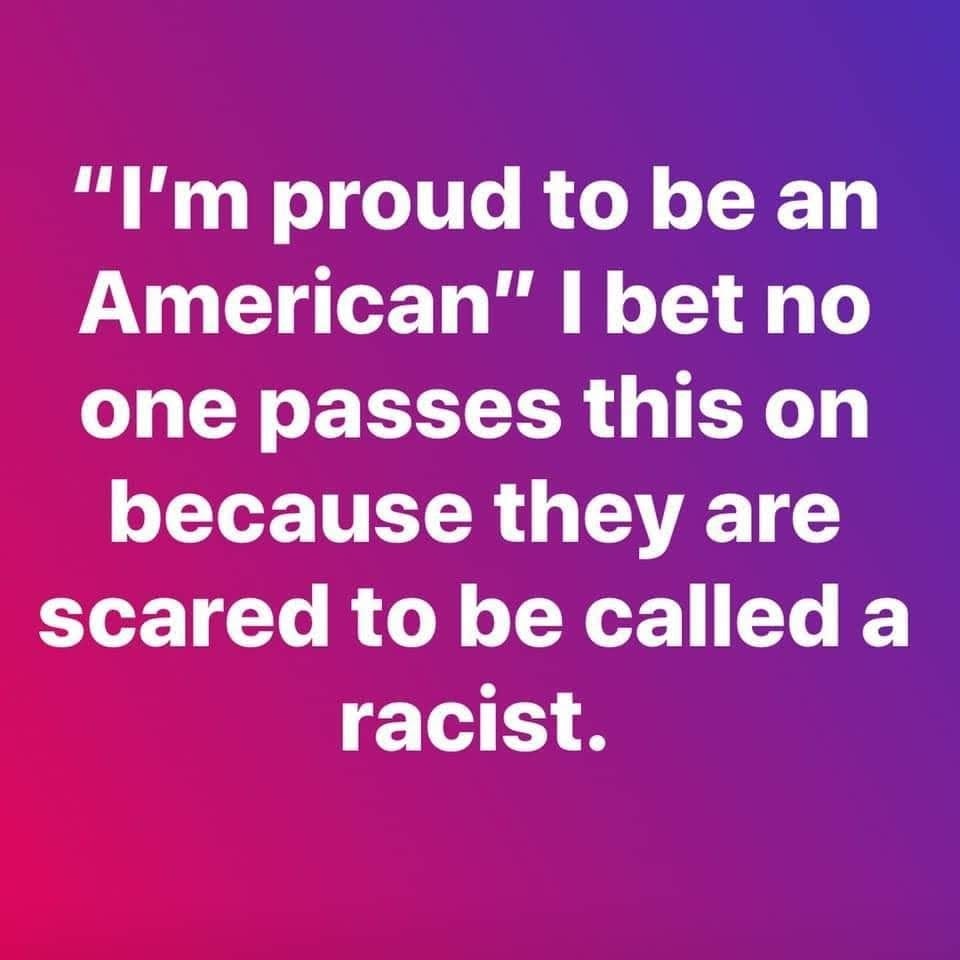 "I'm proud to be an
American" I bet no
one passes this on
because they are
scared to be called a
racist.